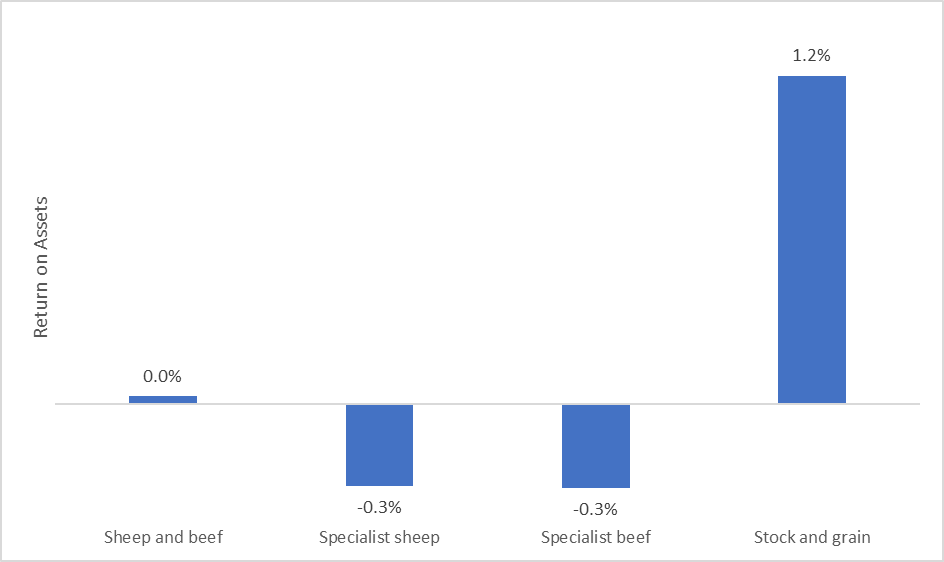 1.2%
Return on Assets
0.0%
-0.3%
-0.3%
Sheep and beef
Specialist sheep
Specialist beef
Stock and grain